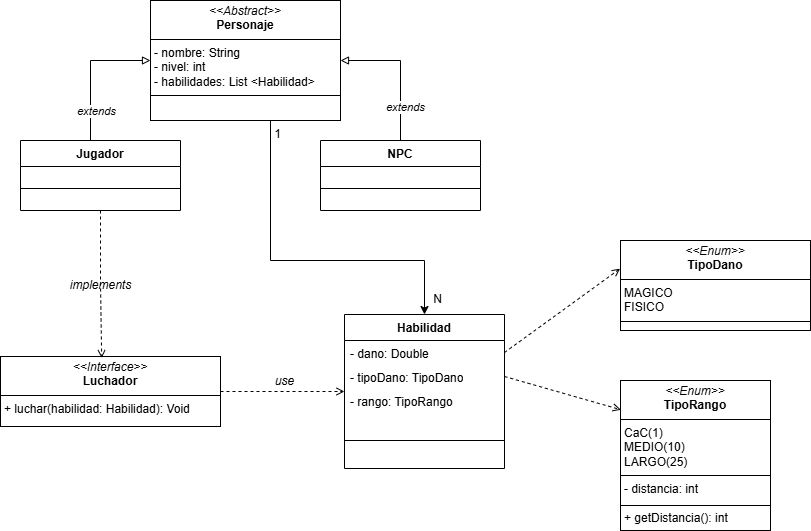 <<Abstract>>
Personaje
- nombre: String
- nivel: int
- habilidades: List <Habilidad>
extends
extends
1
Jugador
NPC
implements
<<Enum>>
TipoDano
MAGICO
FISICO
N
Habilidad
- dano: Double
- tipoDano: TipoDano
- rango: TipoRango
<<Interface>>
Luchador
+ luchar(habilidad: Habilidad): Void
use
<<Enum>>
TipoRango
CaC(1)
MEDIO(10)
LARGO(25)
- distancia: int
+ getDistancia(): int